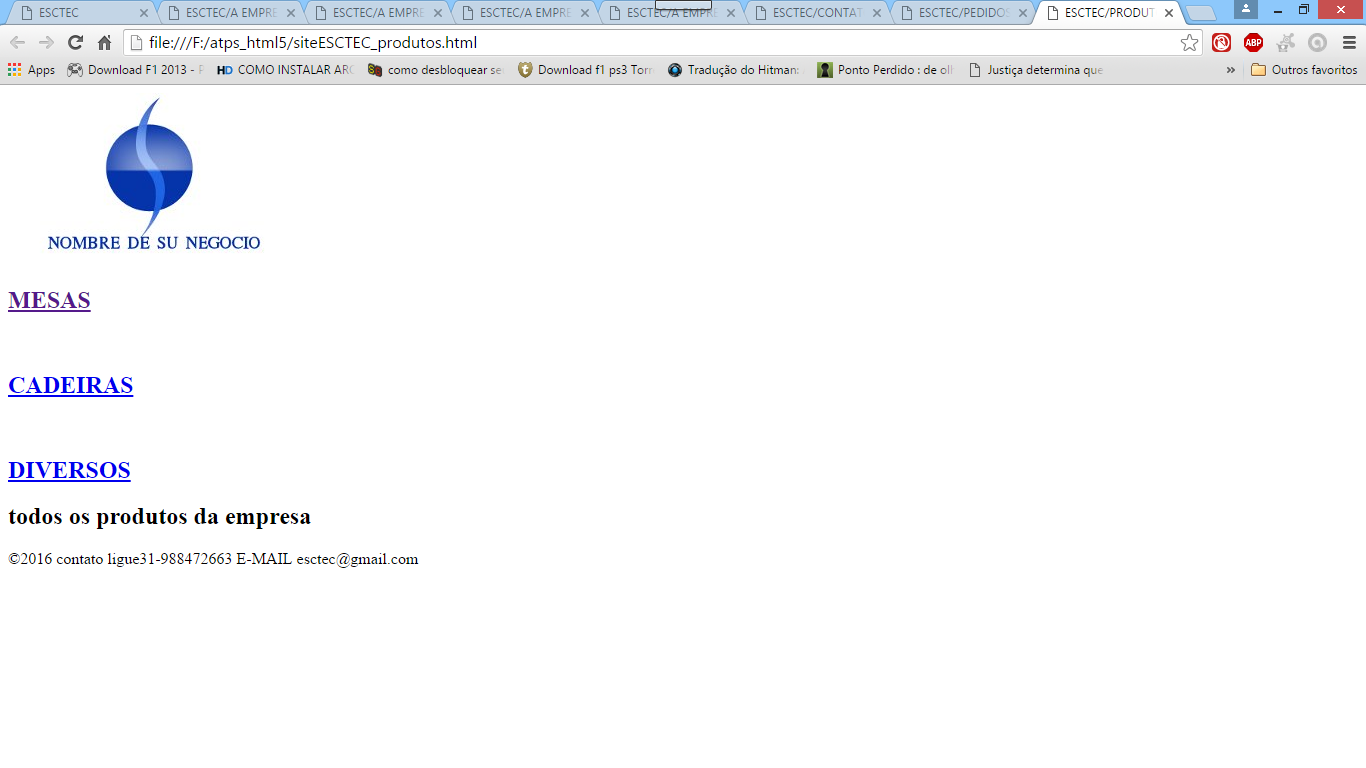 ESCTEC ESCTEC/A EMPRE ESCTEC/A EMPRE ESCTEC/A EMPRE ESCTEC/A EMPRE ESCTEC/CONTAT ESCTEC/PEDIDOS ESCTEC/PRODUT
file:///F:/atps_html5/siteESCTEC_produtos.html ABP
Apps Download F1 2013 - P HD COMO INSTALAR ARQ como desbloquear se Download f1 ps3 Torr Tradução do Hitman: Ponto Perdido : de olh Justiça determina que » Outros favoritos
NOMBRE DE SU NEGOCIO
MESAS
CADEIRAS
DIVERSOS
todos os produtos da empresa
©2016 contato ligue31-988472663 E-MAIL esctec@gmail.com